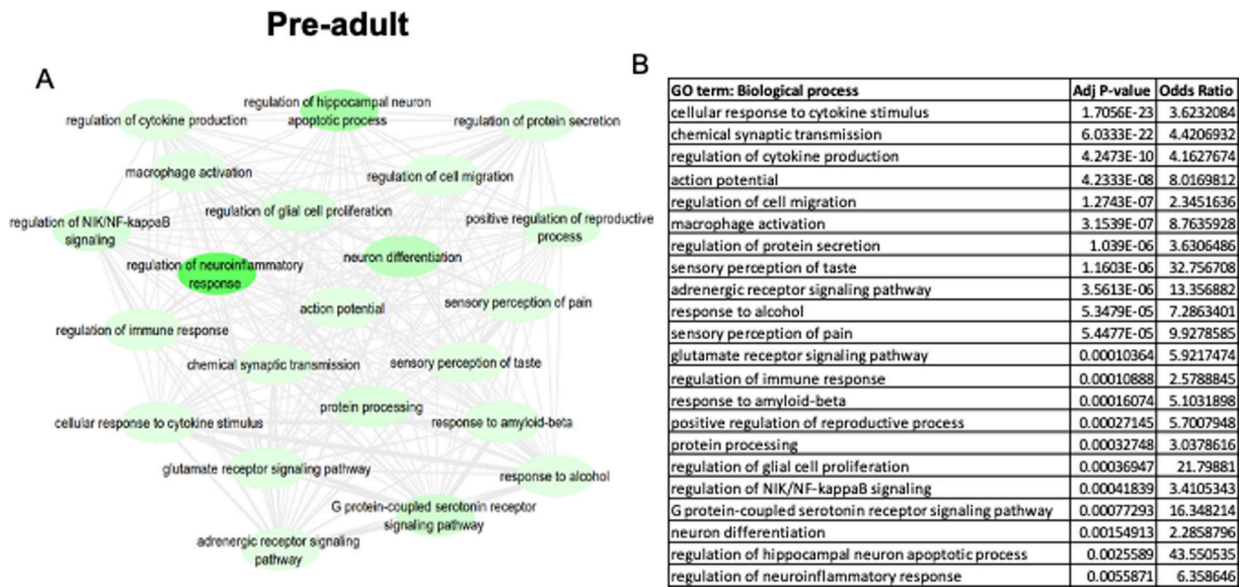 Pre-adult
A
regulation of cytokine production
regulation of hippocampal neuron
apoptotic process
regulation of protein secretion
macrophage activation
regulation of cell migration
regulation of NIK/NF-kappaB
signaling
regulation of glial cell proliferation
positive regulation of reproductive
process
regulation of neuroinflammatory
response
neuron differentiation
action potential
sensory perception of pain
regulation of immune response
chemical synaptic transmission
sensory perception of taste
protein processing
cellular response to cytokine stimulus
response to amyloid-beta
glutamate receptor signaling pathway
response to alcohol
G protein-coupled serotonin receptor
signaling pathway
adrenergic receptor signaling
pathway
B
GO term: Biological process Adj P-value Odds Ratio
cellular response to cytokine stimulus 1.7056E-23 3.6232084
chemical synaptic transmission 6.0333E-22 4.4206932
regulation of cytokine production 4.2473E-10 4.1627674
action potential 4.2333E-08 8.0169812
regulation of cell migration 1.2743E-07 2.3451636
macrophage activation 3.1539E-07 8.7635928
regulation of protein secretion 1.039E-06 3.6306486
sensory perception of taste 1.1603E-06 32.756708
adrenergic receptor signaling pathway 3.5613E-06 13.356882
response to alcohol 5.3479E-05 7.2863401
sensory perception of pain 5.4477E-05 9.9278585
glutamate receptor signaling pathway 0.00010364 5.9217474
regulation of immune response 0.00010888 2.5788845
response to amyloid-beta 0.00016074 5.1031898
positive regulation of reproductive process 0.00027145 5.7007948
protein processing 0.00032748 3.0378616
regulation of glial cell proliferation 0.00036947 21.79881
regulation of NIK/NF-kappaB signaling 0.00041839 3.4105343
G protein-coupled serotonin receptor signaling pathway 0.00077293 16.348214
neuron differentiation 0.00154913 2.2858796
regulation of hippocampal neuron apoptotic process 0.0025589 43.550535
regulation of neuroinflammatory response 0.0055871 6.358646